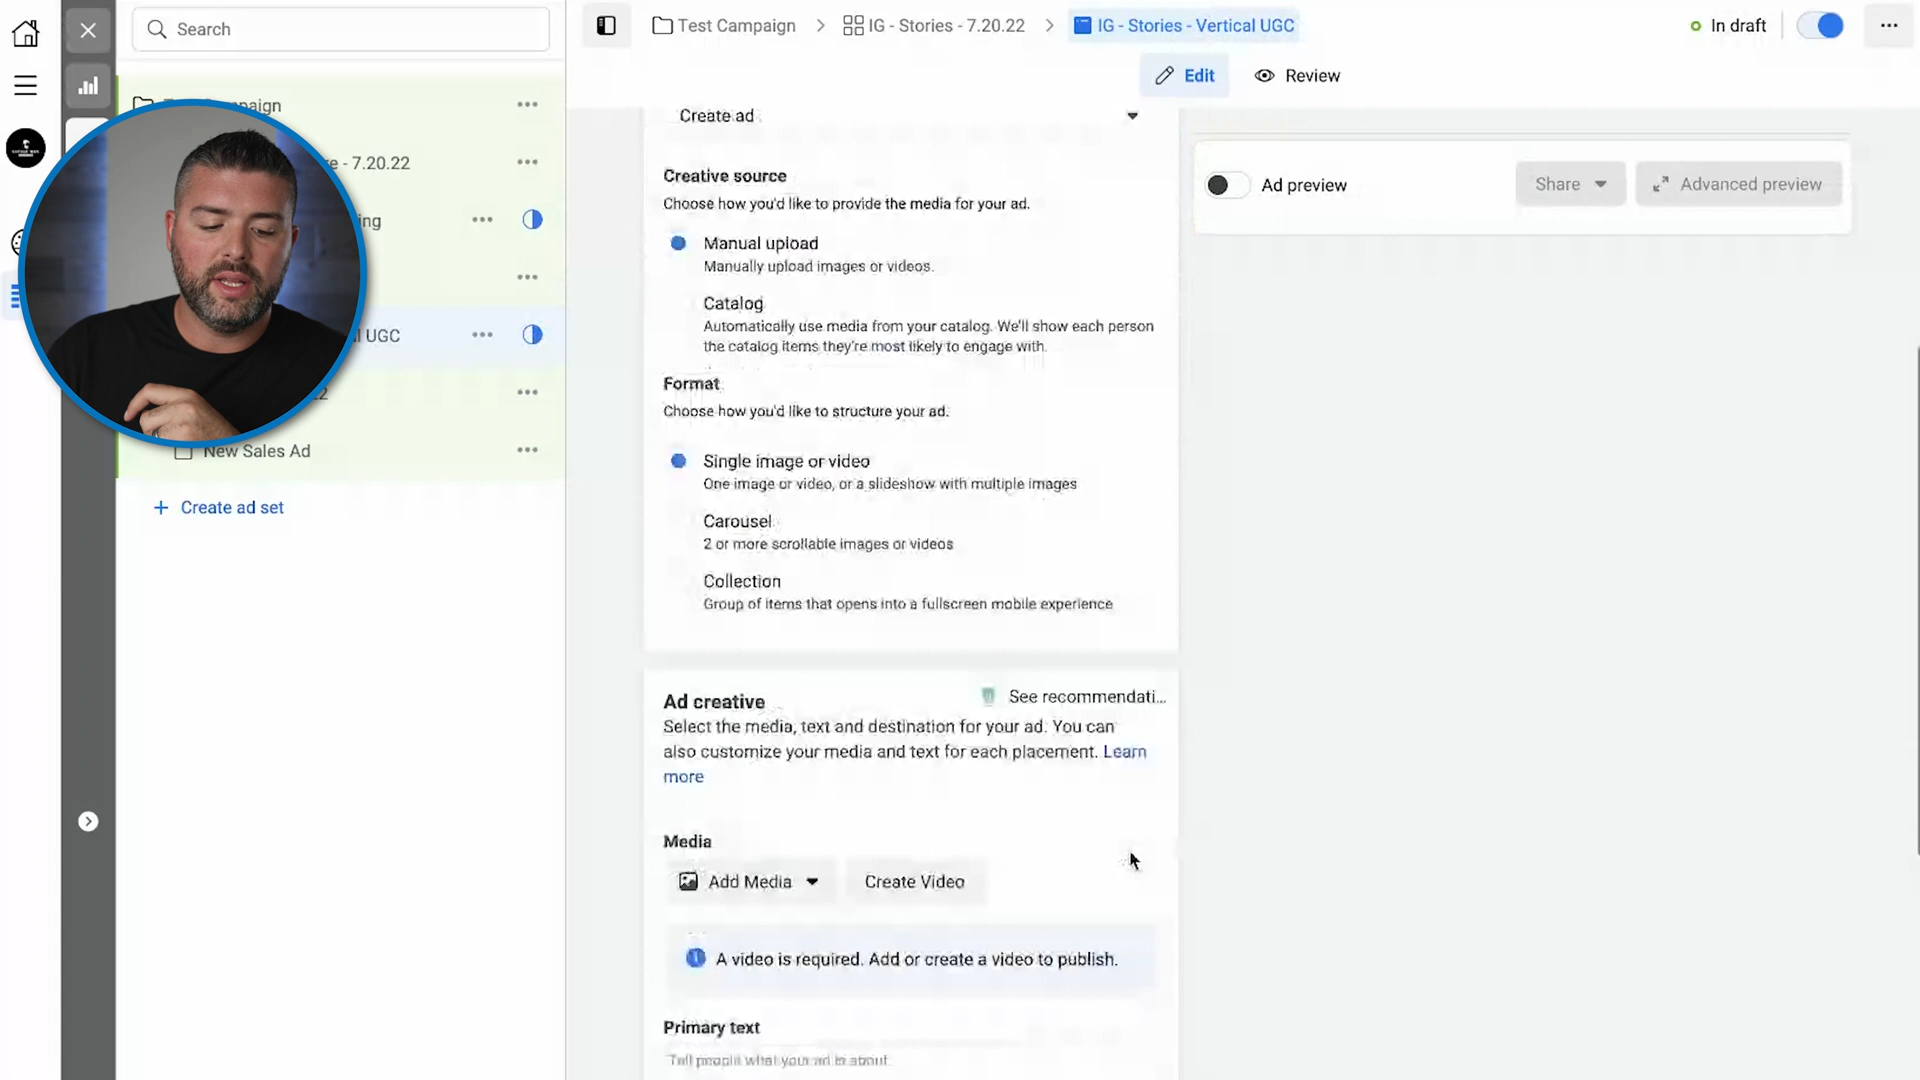 Search
Test Campaign
IG - Stories - 7.20.22
IG - Stories - Vertical UGC
In draft
Edit
Review
- 7.20.22
UGC
New Sales Ad
Create ad set
Create ad
Creative source
Choose how you'd like to provide the media for your ad.
Manual upload
Manually upload images or videos.
Catalog
Automatically use media from your catalog. We'll show each person
the catalog items they're most likely to engage with.
Format
Choose how you'd like to structure your ad.
Single image or video
One image or video, or a slideshow with multiple images
Carousel
2 or more scrollable images or videos
Collection
Group of items that opens into a fullscreen mobile experience
Ad creative
See recommendati...
Select the media, text and destination for your ad. You can
also customize your media and text for each placement. Learn
more
Media
Add Media
Create Video
A video is required. Add or create a video to publish.
Primary text
Tell people what your ad is about
Ad preview
Share
Advanced preview